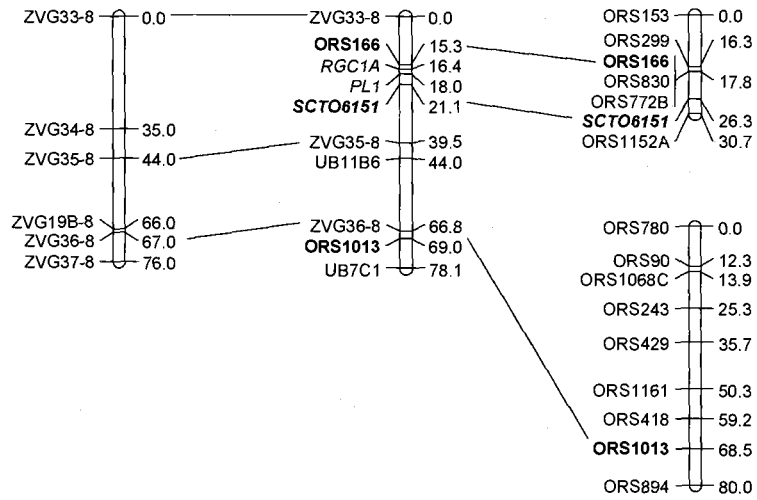 ZVG33-8 0.0
ZVG34-8 35.0
ZVG35-8 44.0
ZVG19B-8 66.0
ZVG36-8 67.0
ZVG37-8 76.0
ZVG33-8 0.0
ORS166 15.3
RGC1A 16.4
PL1 18.0
SCTO6151 21.1
ZVG35-8 39.5
UB11B6 44.0
ZVG36-8 66.8
ORS1013 69.0
UB7C1 78.1
ORS153 0.0
ORS299 16.3
ORS166
ORS830 17.8
ORS772B
SCTO6151 26.3
ORS1152A 30.7
ORS780 0.0
ORS90 12.3
ORS1068C 13.9
ORS243 25.3
ORS429 35.7
ORS1161 50.3
ORS418 59.2
ORS1013 68.5
ORS894 80.0